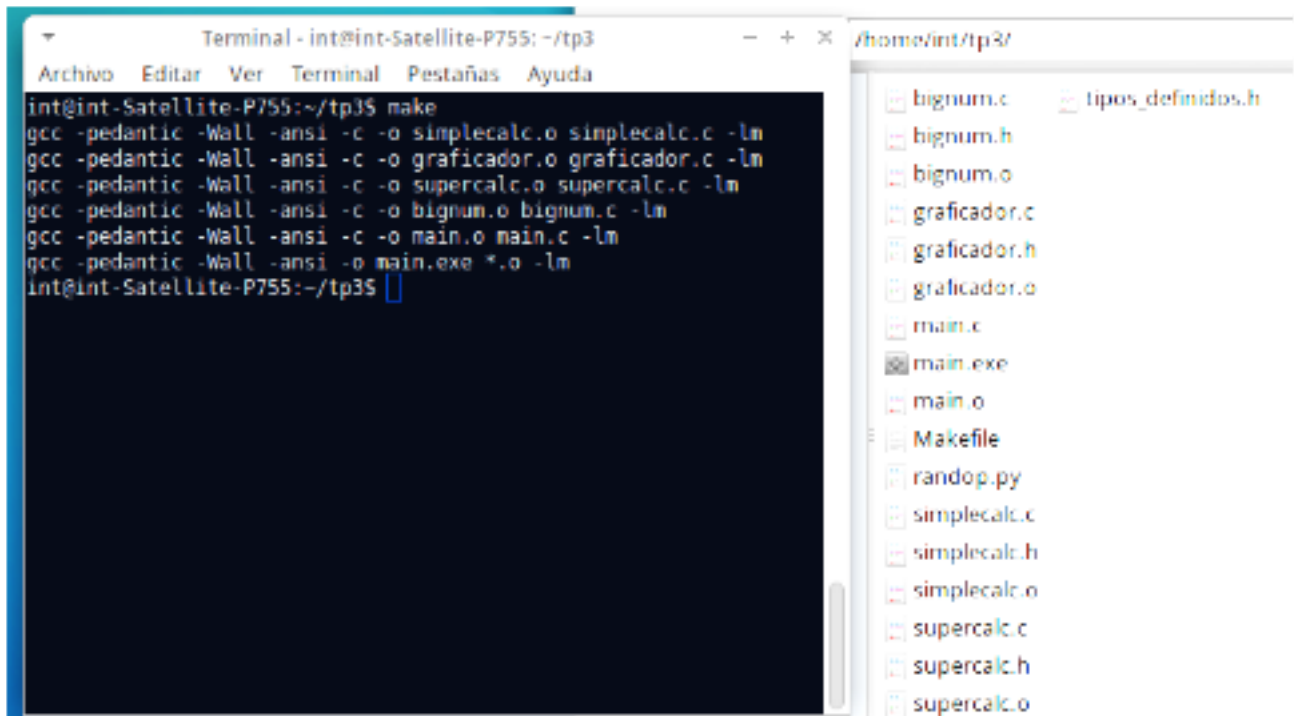 Terminal - int@int-Satellite-P755: ~/tp3
Archivo Editar Ver Terminal Pestañas Ayuda
int@int-Satellite-P755:~/tp3$ make
gcc -pedantic -Wall -ansi -c -o simplecalc.o simplecalc.c -lm
gcc -pedantic -Wall -ansi -c -o graficador.o graficador.c -lm
gcc -pedantic -Wall -ansi -c -o supercalc.o supercalc.c -lm
gcc -pedantic -Wall -ansi -c -o bignum.o bignum.c -lm
gcc -pedantic -Wall -ansi -c -o main.o main.c -lm
gcc -pedantic -Wall -ansi -o main.exe *.o -lm
int@int-Satellite-P755:~/tp3$
/home/int/tp3/
bignum.c tipos_definidos.h
bignum.h
bignum.o
graficador.c
graficador.h
graficador.o
main.c
main.exe
main.o
Makefile
randop.py
simplecalc.c
simplecalc.h
simplecalc.o
supercalc.c
supercalc.h
supercalc.o